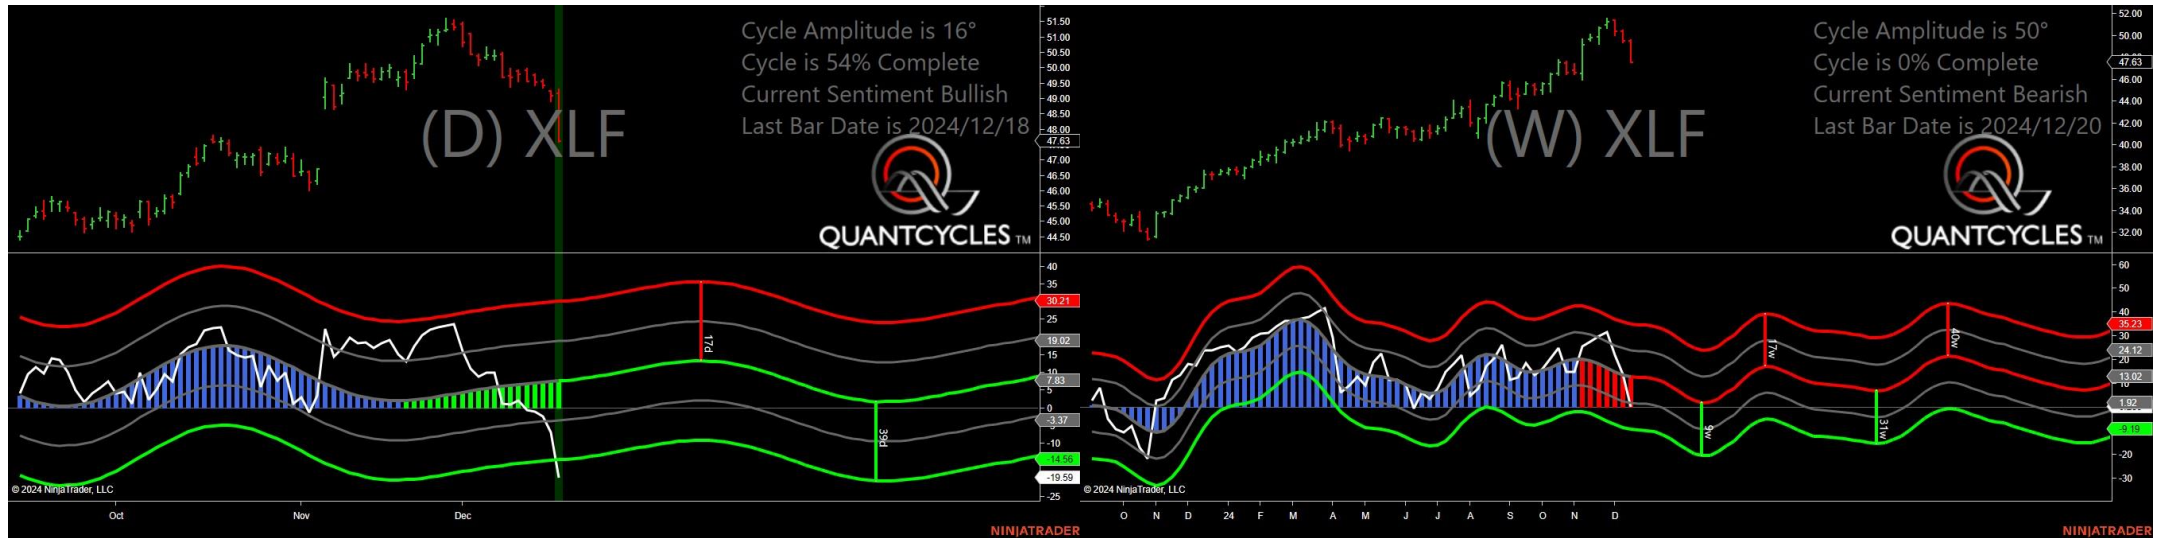 Cycle Amplitude is 16°
Cycle is 54% Complete
Current Sentiment Bullish
Last Bar Date is 2024/12/18
(D) XLF
QUANTCYCLES TM
51.50
51.00
50.50
50.00
49.50
49.00
48.50
48.00
47.63
47.00
46.50
46.00
45.50
45.00
44.50
40
35
30.21
25
19.02
15
10
7.83
5
0
-3.37
-10
-14.56
-19.59
-25
17d
39d
© 2024 NinjaTrader, LLC
Oct
Nov
Dec
NINJATRADER
Cycle Amplitude is 50°
Cycle is 0% Complete
Current Sentiment Bearish
Last Bar Date is 2024/12/20
(W) XLF
QUANTCYCLES TM
52.00
50.00
47.63
46.00
44.00
42.00
40.00
38.00
36.00
34.00
32.00
60
50
40
35.23
30
24.12
20
13.02
10
1.92
-9.19
-20
-30
17w
40w
9w
31w
© 2024 NinjaTrader, LLC
O
N
D
24
F
M
A
M
J
J
A
S
O
N
D
NINJATRADER